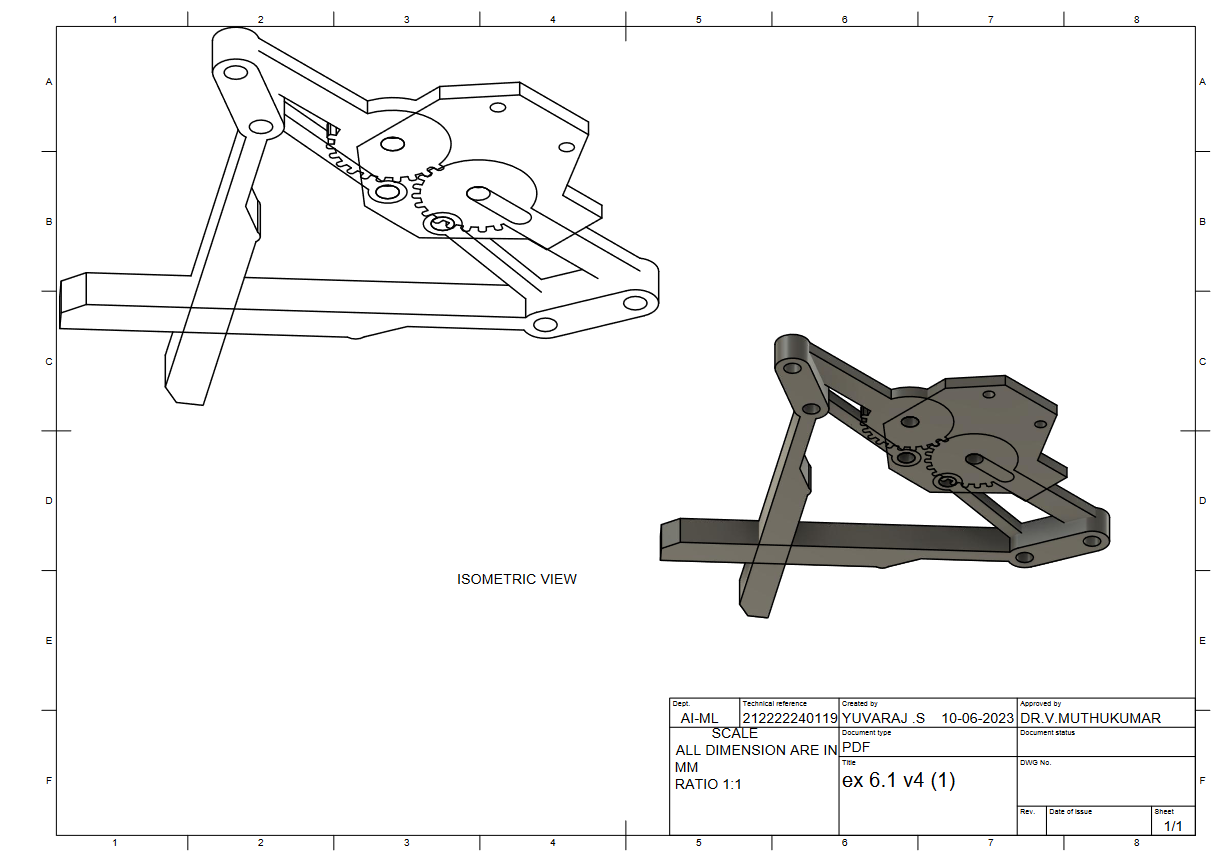 1 2 3 4 5 6 7 8
A A
B B
C C
D D
E E
F F
ISOMETRIC VIEW
Dept. Technical reference Created by Approved by
AI-ML 212222240119 YUVARAJ .S 10-06-2023 DR.V.MUTHUKUMAR
SCALE
ALL DIMENSION ARE IN
MM
RATIO 1:1
Document type Document status
PDF
Title DWG No.
ex 6.1 v4 (1)
Rev. Date of issue Sheet
1/1
1 2 3 4 5 6 7 8